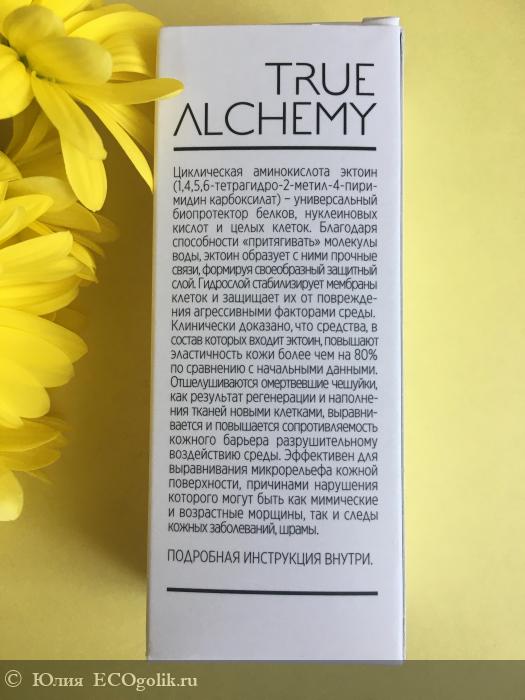 TRUE
ALCHEMY
Циклическая аминокислота эктоин
(1,4,5,6-тетрагидро-2-метил-4-пири-
мидин карбоксилат) – универсальный
биопротектор белков, нуклеиновых
кислот и целых клеток. Благодаря
способности «притягивать» молекулы
воды, эктоин образует с ними прочные
связи, формируя своеобразный защитный
слой. Гидрослой стабилизирует мембраны
клеток и защищает их от поврежде-
ния агрессивными факторами среды.
Клинически доказано, что средства, в
состав которых входит эктоин, повышают
эластичность кожи более чем на 80%
по сравнению с начальными данными.
Отшелушиваются омертвевшие чешуйки,
как результат регенерации и наполне-
ния тканей новыми клетками, выравни-
вается и повышается сопротивляемость
кожного барьера разрушительному
воздействию среды. Эффективен для
выравнивания микрорельефа кожной
поверхности, причинами нарушения
которого могут быть как мимические
и возрастные морщины, так и следы
кожных заболеваний, шрамы.
ПОДРОБНАЯ ИНСТРУКЦИЯ ВНУТРИ.
© Юлия ECOgolik.ru